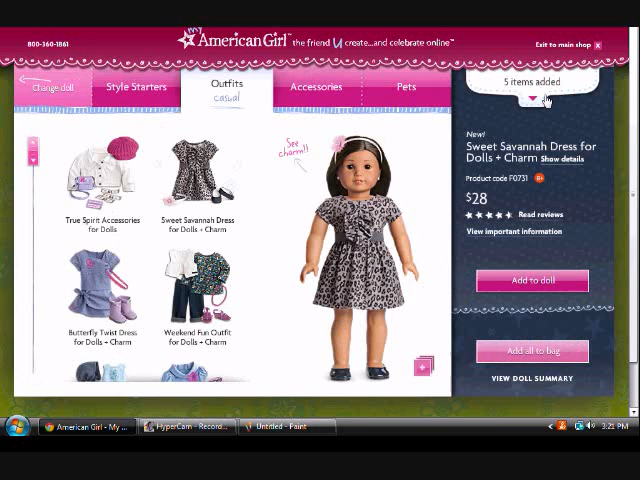 800-360-1861
my
American Girl
the friend U create...and celebrate online™
Exit to main shop x
Change doll
Style Starters
Outfits
casual
Accessories
Pets
5 items added
See
charm!!
New!
Sweet Savannah Dress for
Dolls + Charm Show details
Product code F0731 8+
$28
Read reviews
View important information
Add to doll
Add all to bag
VIEW DOLL SUMMARY
True Spirit Accessories
for Dolls
Sweet Savannah Dress
for Dolls + Charm
Butterfly Twist Dress
for Dolls + Charm
Weekend Fun Outfit
for Dolls + Charm
American Girl - My ...
HyperCam - Record...
Untitled - Paint
3:21 PM